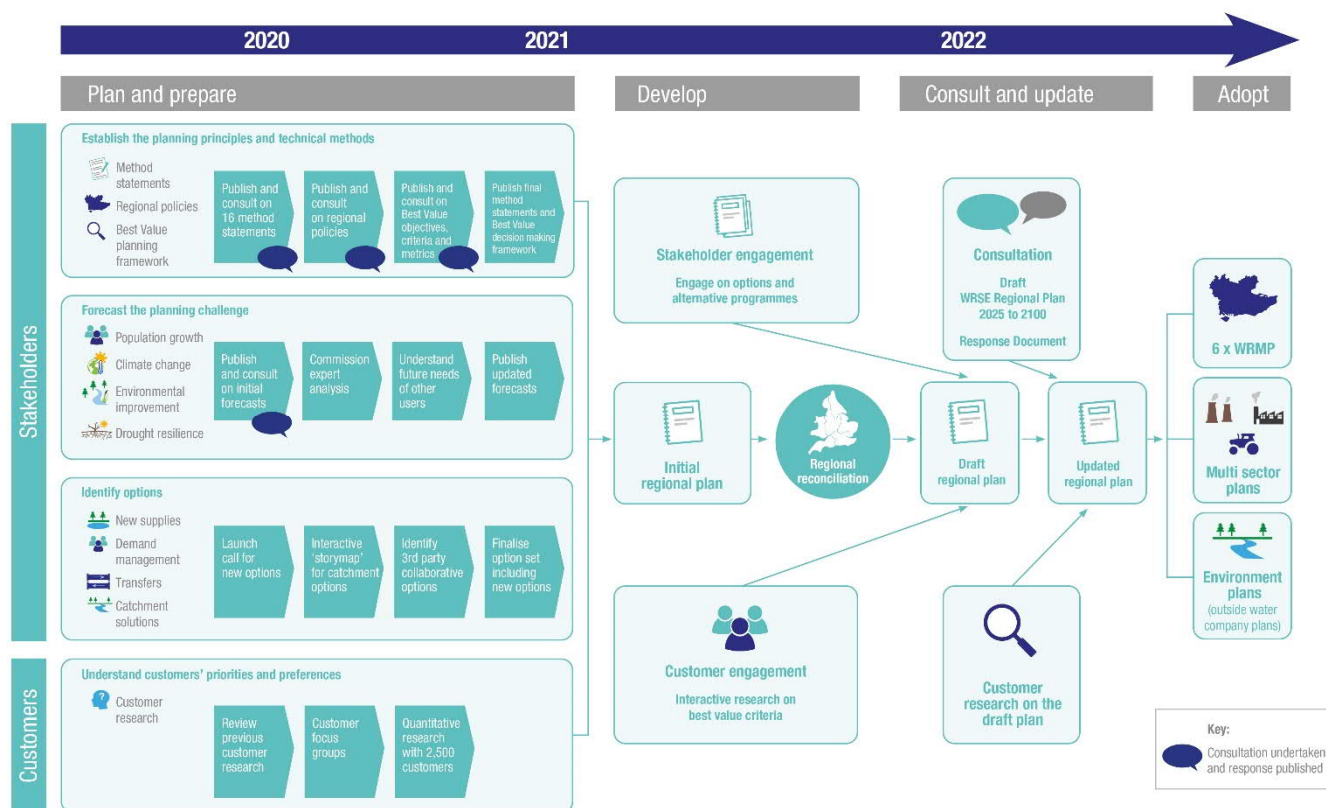 2020
2021
2022
Plan and prepare
Develop
Consult and update
Adopt
Stakeholders
Establish the planning principles and technical methods
Method
statements
Regional policies
Best Value
planning
framework
Publish and
consult on
16 method
statements
Publish and
consult
on regional
policies
Publish and
consult on
Best Value
objectives,
criteria and
metrics
Publish final
method
statements and
Best Value
decision making
framework
Forecast the planning challenge
Population growth
Climate change
Environmental
improvement
Drought resilience
Publish
and consult
on initial
forecasts
Commission
expert
analysis
Understand
future needs
of other
users
Publish
updated
forecasts
Identify options
New supplies
Demand
management
Transfers
Catchment
solutions
Launch
call for
new options
Interactive
‘storymap’
for catchment
options
Identify
3rd party
collaborative
options
Finalise
option set
including
new options
Customers
Understand customers’ priorities and preferences
Customer
research
Review
previous
customer
research
Customer
focus
groups
Quantitative
research
with 2,500
customers
Stakeholder engagement
Engage on options and
alternative programmes
Initial
regional plan
Regional
reconciliation
Customer engagement
Interactive research on
best value criteria
Consultation
Draft
WRSE Regional Plan
2025 to 2100
Response Document
Draft
regional plan
Updated
regional plan
Customer
research on the
draft plan
6 x WRMP
Multi sector
plans
Environment
plans
(outside water
company plans)
Key:
Consultation undertaken
and response published